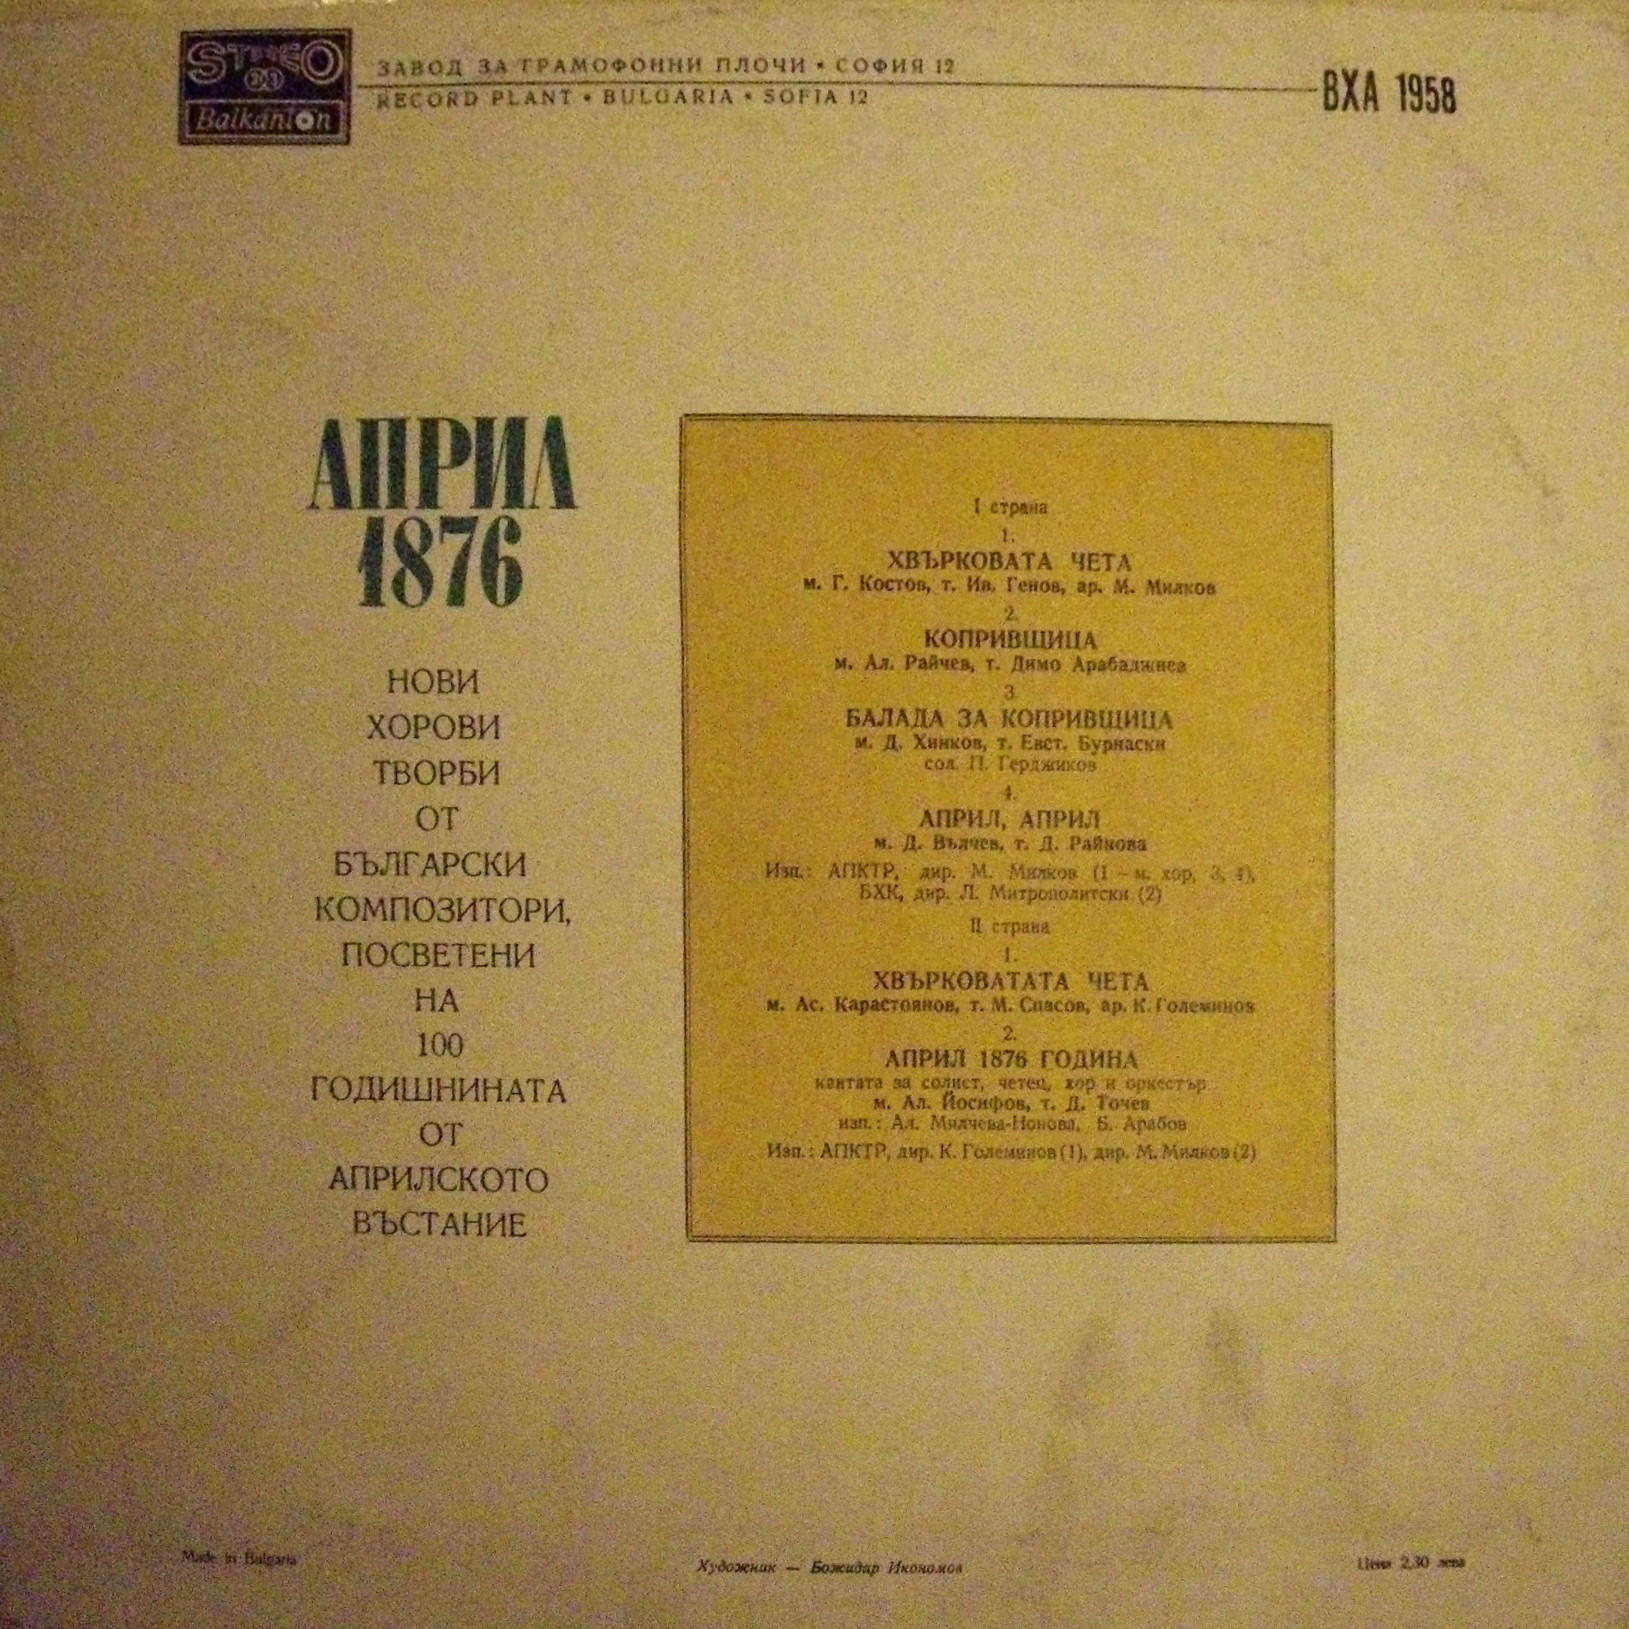 STEREO
33
Balkanton
ЗАВОД ЗА ГРАМОФОННИ ПЛОЧИ • СОФИЯ 12
RECORD PLANT • BULGARIA • SOFIA 12
ВХА 1958
АПРИЛ
1876
НОВИ
ХОРОВИ
ТВОРБИ
ОТ
БЪЛГАРСКИ
КОМПОЗИТОРИ,
ПОСВЕТЕНИ
НА
100
ГОДИШНИНАТА
ОТ
АПРИЛСКОТО
ВЪСТАНИЕ
I страна
1.
ХВЪРКОВАТА ЧЕТА
м. Г. Костов, т. Ив. Генов, ар. М. Милков
2.
КОПРИВЩИЦА
м. Ал. Райчев, т. Димо Арабаджиев
3
БАЛАДА ЗА КОПРИВЩИЦА
м. Д. Хинков, т. Евст. Бурнаски
сол. П. Герджиков
4.
АПРИЛ, АПРИЛ
м. Д. Вълчев, т. Д. Райнова
Изп.: АПКТР, дир. М. Милков (1 – м. хор, 3, 4),
БХК, дир. Л. Митрополитски (2)
II страна
1.
ХВЪРКОВАТАТА ЧЕТА
м. Ас. Карастоянов, т. М. Спасов, ар. К. Големинов
2.
АПРИЛ 1876 ГОДИНА
кантата за солист, четец, хор и оркестър
м. Ал. Йосифов, т. Д. Точев
изп.: Ал. Милчева-Нонова, Б. Арабов
Изп.: АПКТР, дир. К. Големинов (1), дир. М. Милков (2)
Made in Bulgaria
Художник — Божидар Икономов
Цена 2,30 лева